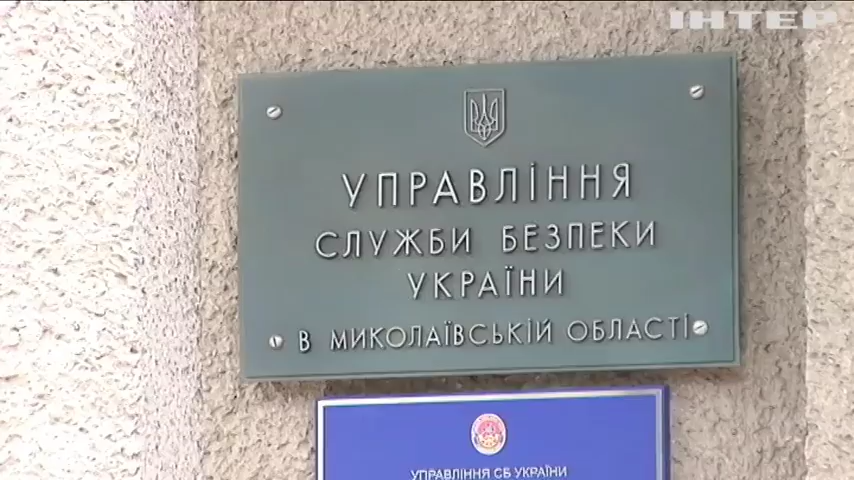 ІНТЕР
УПРАВЛІННЯ
СЛУЖБИ БЕЗПЕКИ
УКРАЇНИ
В МИКОЛАЇВСЬКІЙ ОБЛАСТІ
УПРАВЛІННЯ СБ УКРАЇНИ